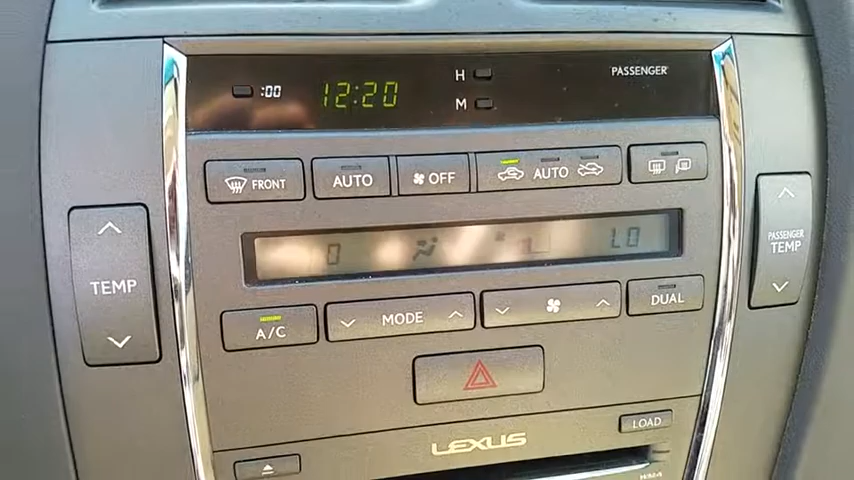 :00 12:20 H
M
PASSENGER
FRONT AUTO OFF AUTO
TEMP
PASSENGER
TEMP
LO
A/C MODE DUAL
LOAD
LEXUS